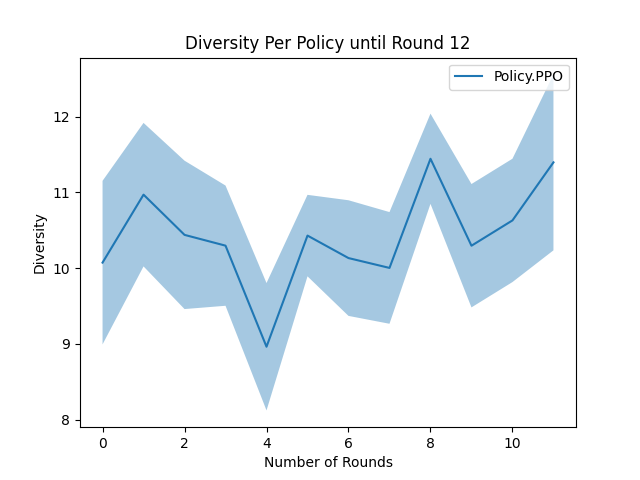 Diversity Per Policy until Round 12
Policy.PPO
12
11
10
9
8
Diversity
0 2 4 6 8 10
Number of Rounds